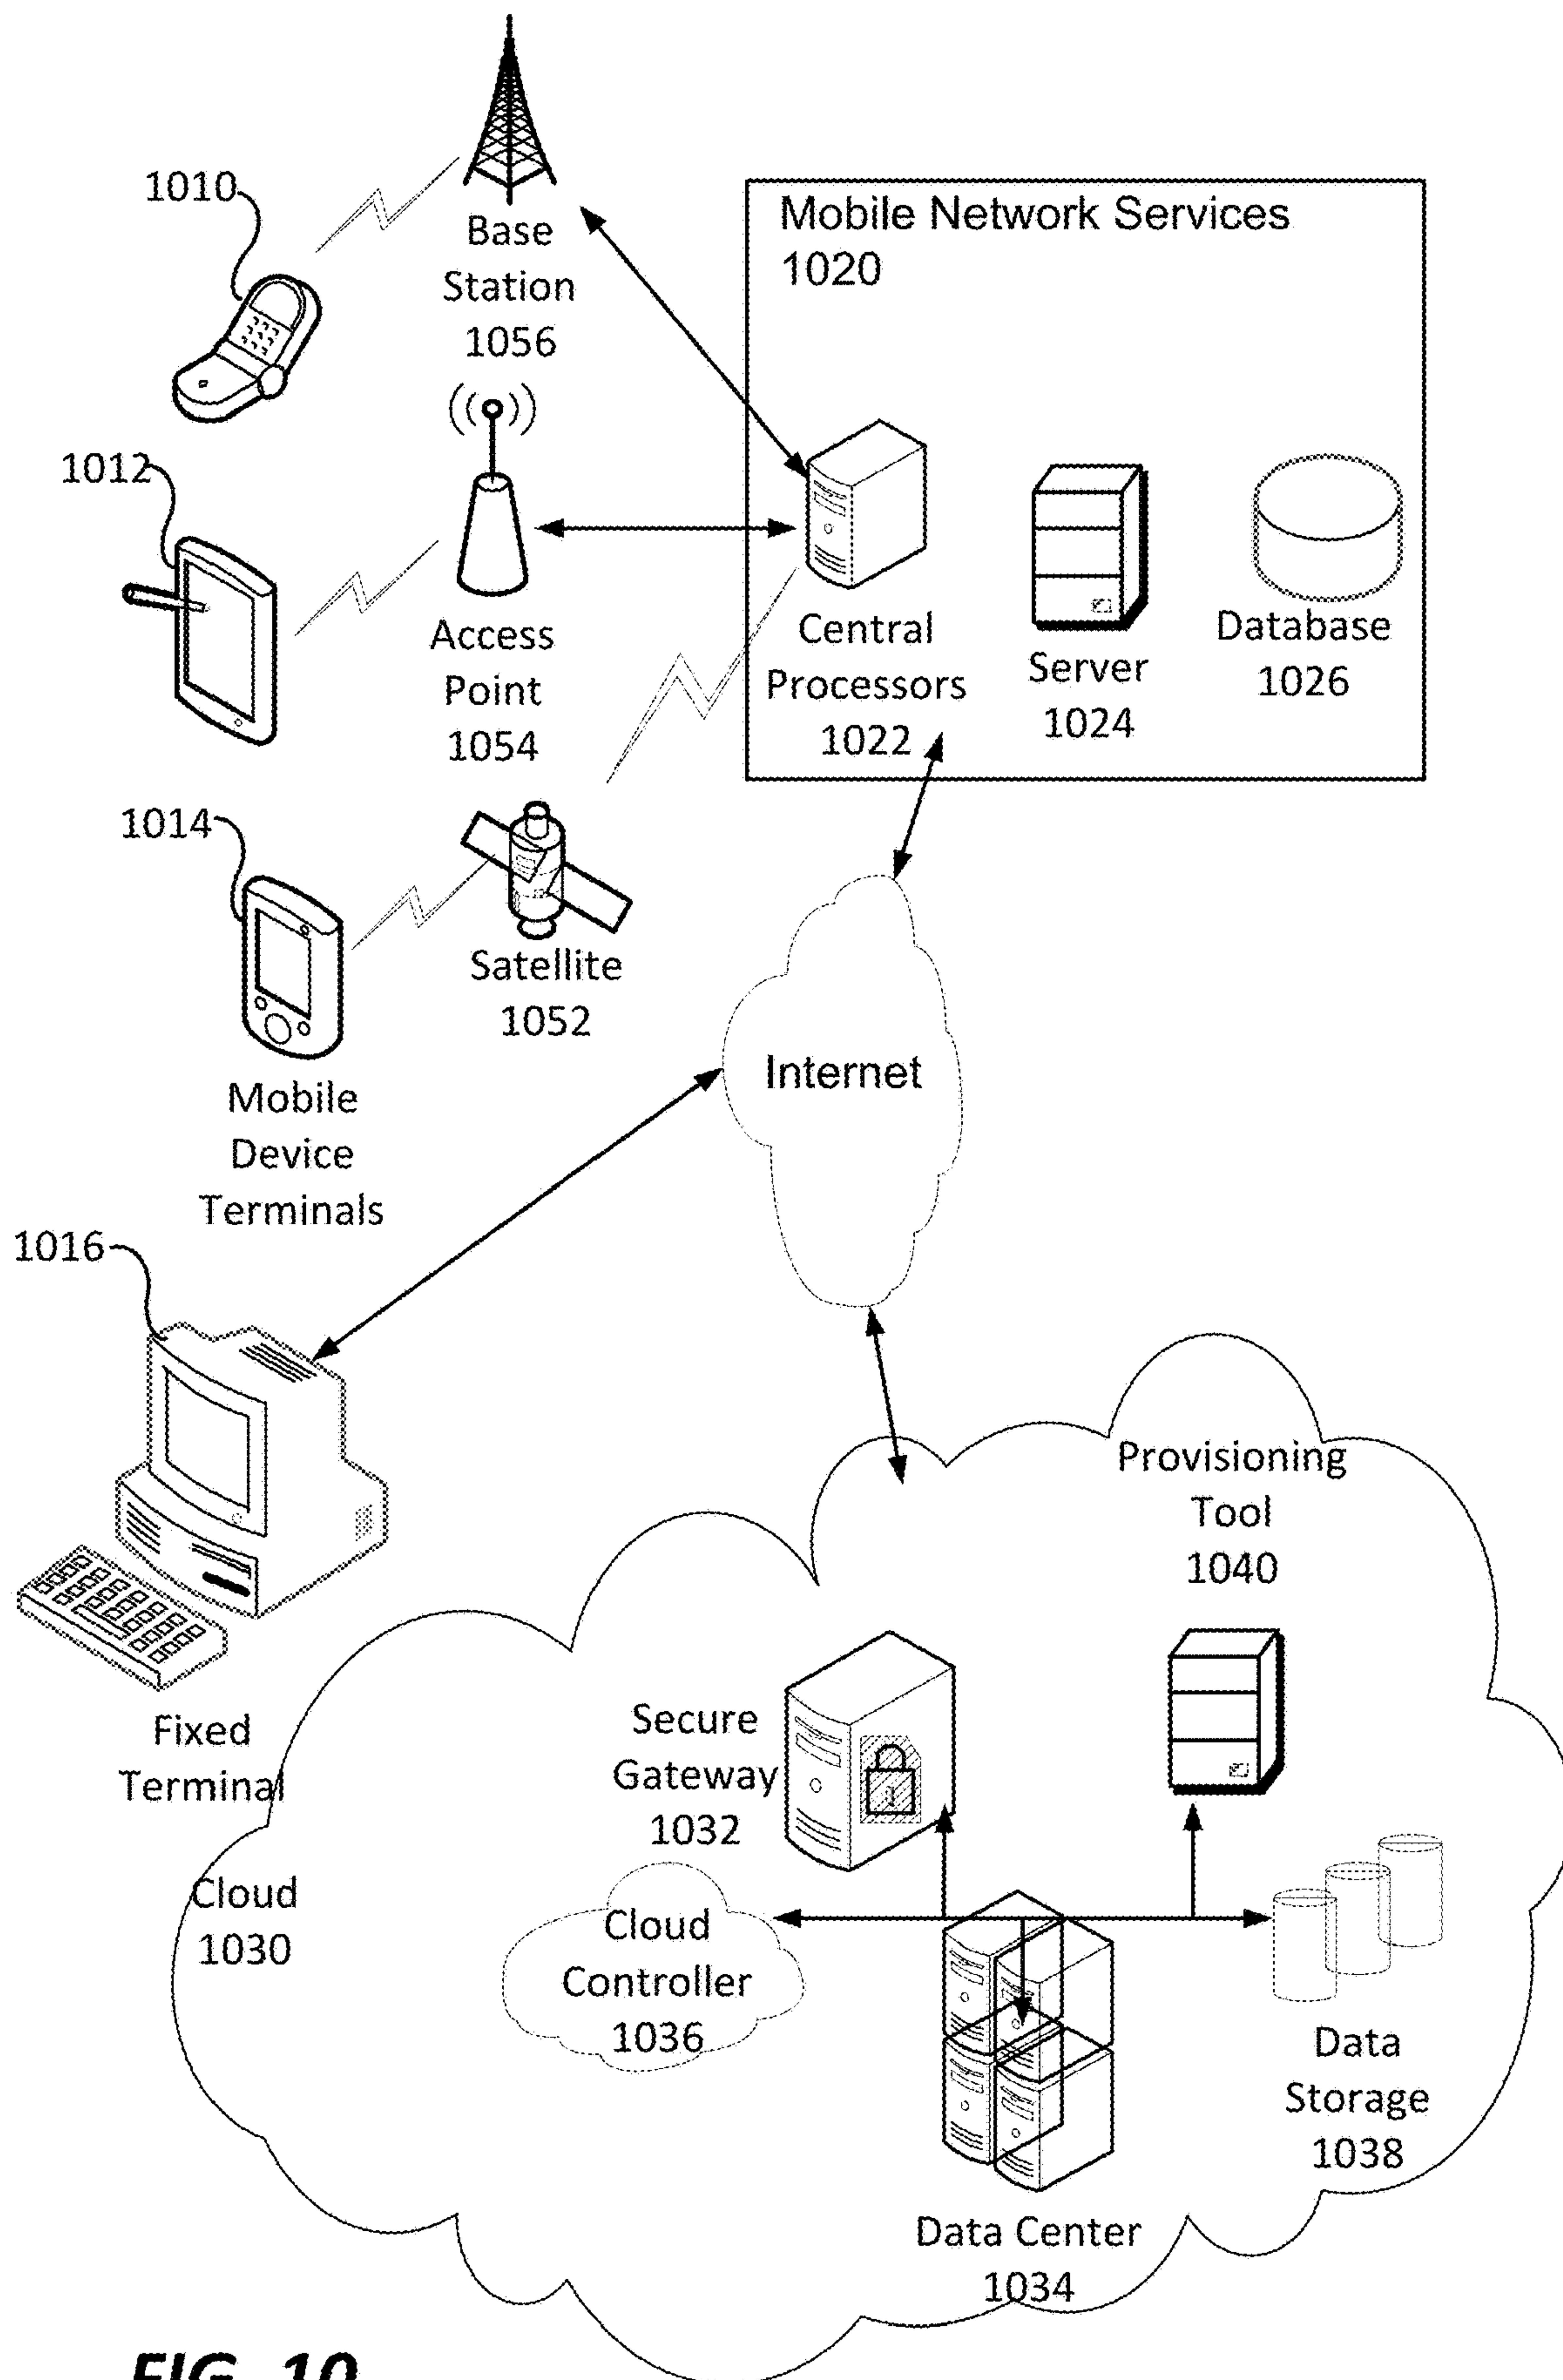 1010
Base
Station
1056
Mobile Network Services
1020
1012
Access
Point
1054
Central
Processors
1022
Server
1024
Database
1026
1014
Satellite
1052
Mobile
Device
Terminals
Internet
1016
Fixed
Terminal
Provisioning
Tool
1040
Secure
Gateway
1032
Cloud
1030
Cloud
Controller
1036
Data
Storage
1038
Data Center
1034
FIG. 10